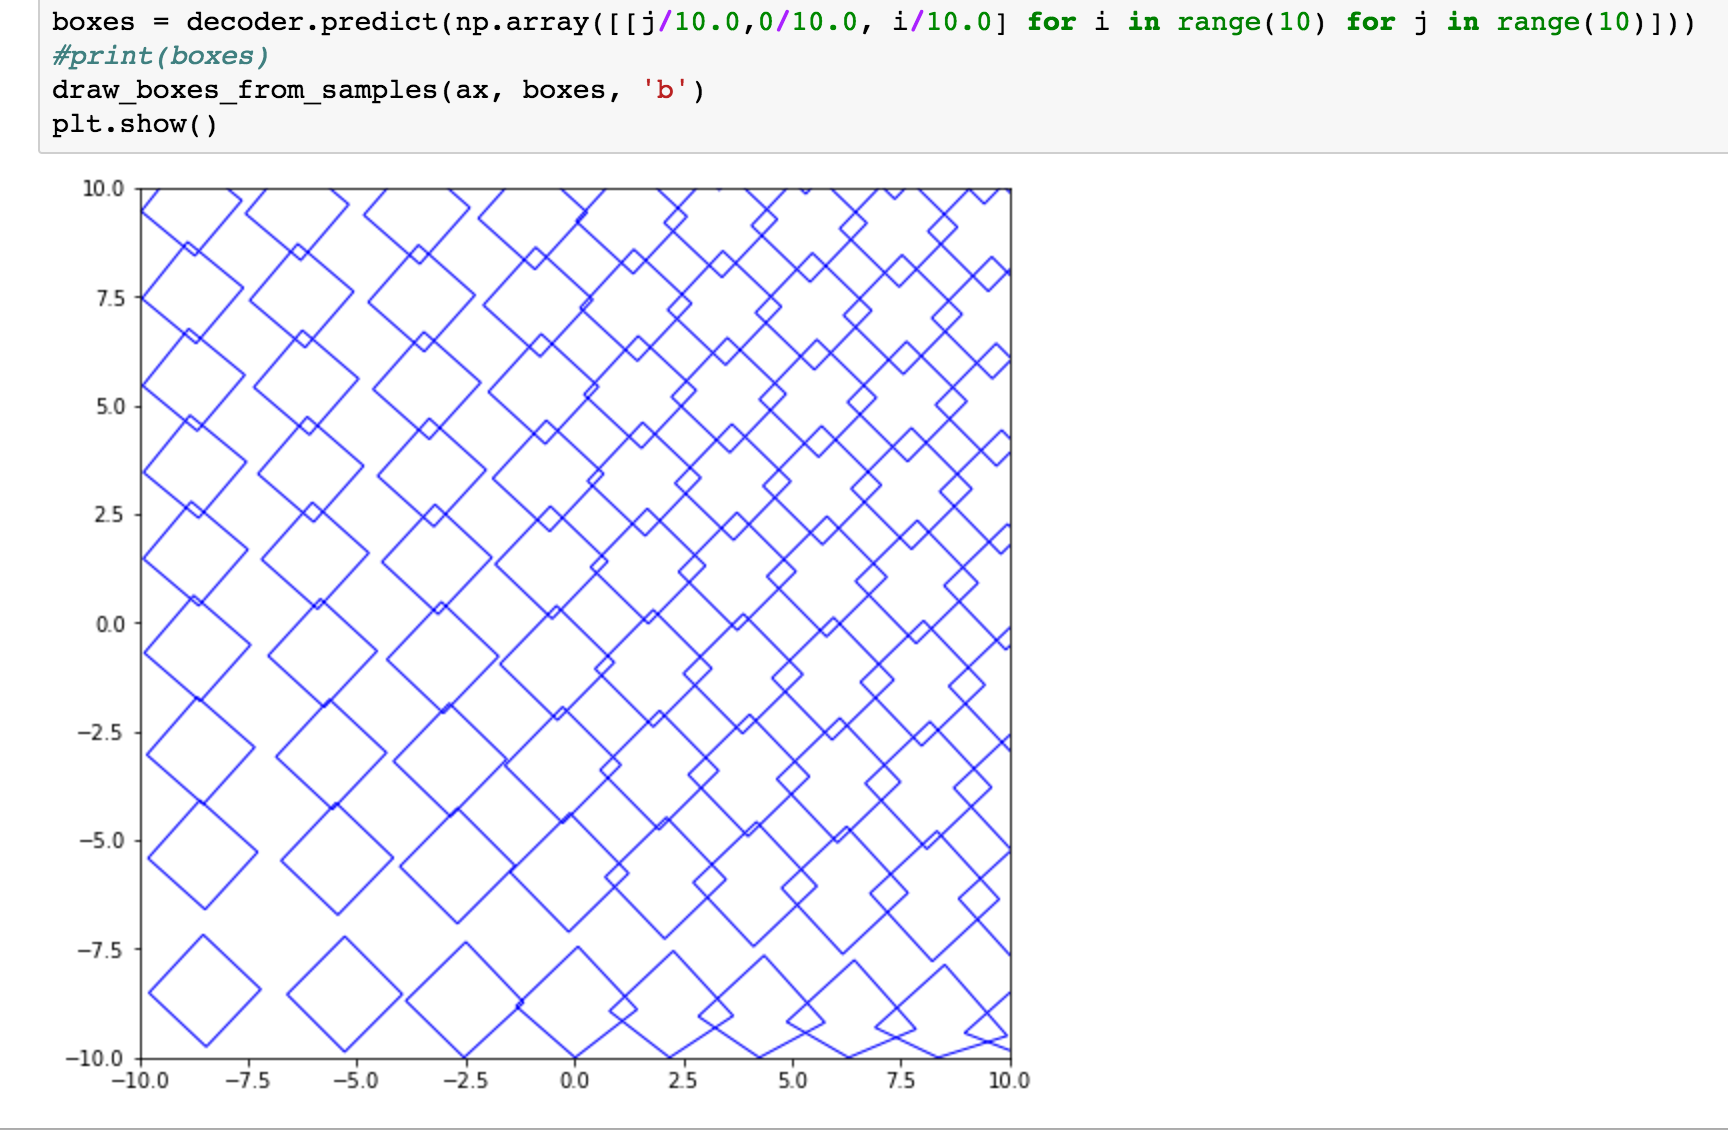 boxes = decoder.predict(np.array([[j/10.0,0/10.0, i/10.0] for i in range(10) for j in range(10)]))
#print(boxes)
draw_boxes_from_samples(ax, boxes, 'b')
plt.show()
10.0
7.5
5.0
2.5
0.0
−2.5
−5.0
−7.5
−10.0
−10.0 −7.5 −5.0 −2.5 0.0 2.5 5.0 7.5 10.0